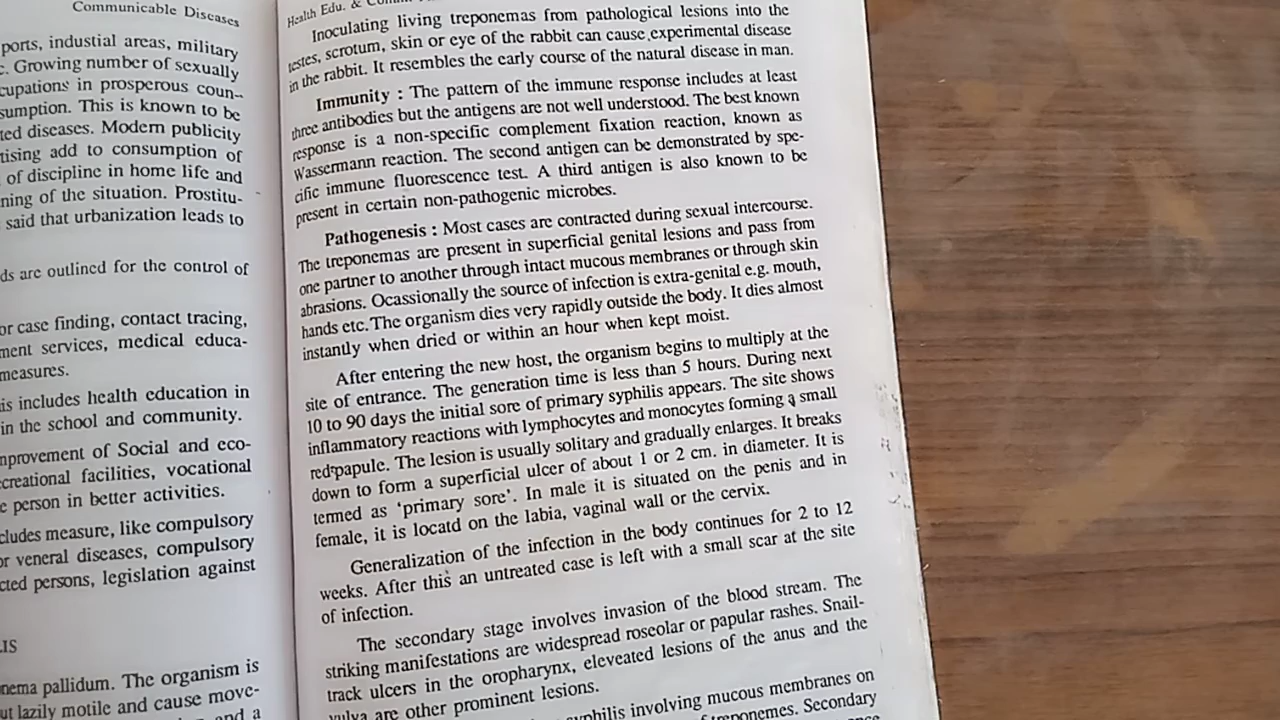 Communicable Diseases
ports, industial areas, military
c. Growing number of sexually
cupations in prosperous coun-
sumption. This is known to be
ted diseases. Modern publicity
tising add to consumption of
of discipline in home life and
ning of the situation. Prostitu-
said that urbanization leads to
ds are outlined for the control of
or case finding, contact tracing,
ment services, medical educa-
measures.
is includes health education in
in the school and community.
nprovement of Social and eco-
creational facilities, vocational
e person in better activities.
cludes measure, like compulsory
or veneral diseases, compulsory
cted persons, legislation against
LIS
nema pallidum. The organism is
ut lazily motile and cause move-
and a
Health Edu. &
Inoculating living treponemas from pathological lesions into the
testes, scrotum, skin or eye of the rabbit can cause experimental disease
in the rabbit. It resembles the early course of the natural disease in man.
Immunity : The pattern of the immune response includes at least
three antibodies but the antigens are not well understood. The best known
response is a non-specific complement fixation reaction, known as
Wassermann reaction. The second antigen can be demonstrated by spe-
cific immune fluorescence test. A third antigen is also known to be
present in certain non-pathogenic microbes.
Pathogenesis : Most cases are contracted during sexual intercourse.
The treponemas are present in superficial genital lesions and pass from
one partner to another through intact mucous membranes or through skin
abrasions. Ocassionally the source of infection is extra-genital e.g. mouth,
hands etc. The organism dies very rapidly outside the body. It dies almost
instantly when dried or within an hour when kept moist.
After entering the new host, the organism begins to multiply at the
site of entrance. The generation time is less than 5 hours. During next
10 to 90 days the initial sore of primary syphilis appears. The site shows
inflammatory reactions with lymphocytes and monocytes forming a small
red papule. The lesion is usually solitary and gradually enlarges. It breaks
down to form a superficial ulcer of about 1 or 2 cm. in diameter. It is
termed as 'primary sore'. In male it is situated on the penis and in
female, it is locatd on the labia, vaginal wall or the cervix.
Generalization of the infection in the body continues for 2 to 12
weeks. After this an untreated case is left with a small scar at the site
of infection.
The secondary stage involves invasion of the blood stream. The
striking manifestations are widespread roseolar or papular rashes. Snail-
track ulcers in the oropharynx, eleveated lesions of the anus and the
vulva are other prominent lesions.
syphilis involving mucous membranes on
of treponemes. Secondary